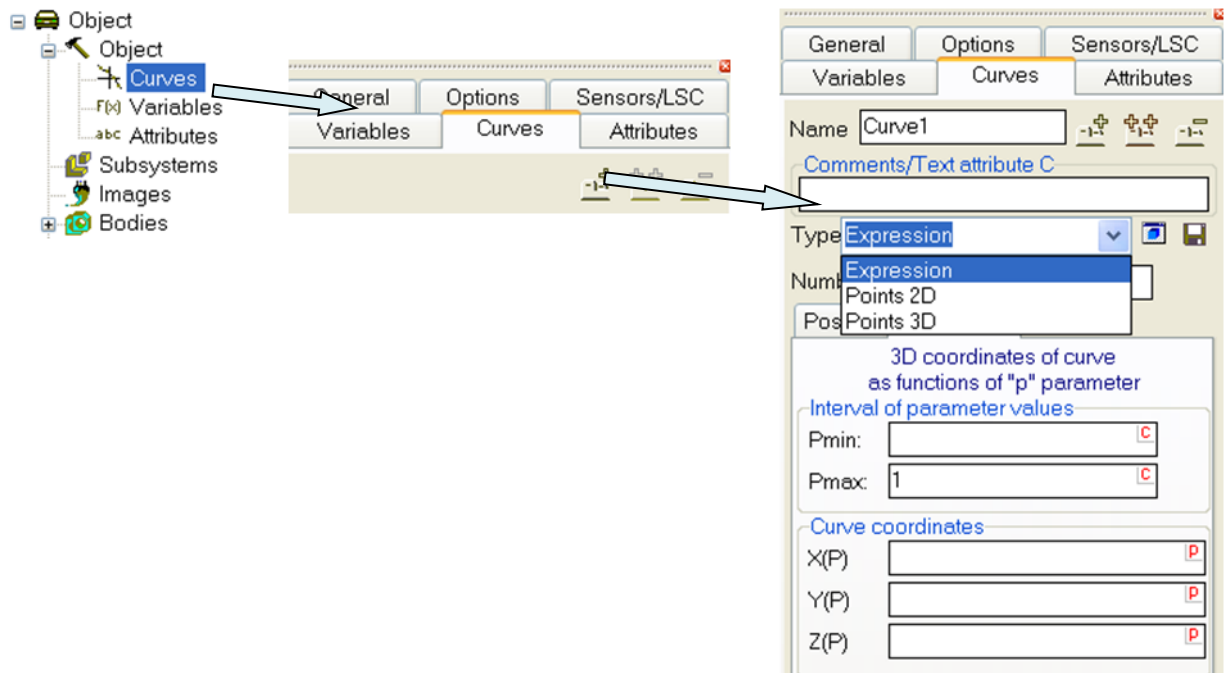 Object
Object
Curves
F(x) Variables
abc Attributes
Subsystems
Images
Bodies
General Options Sensors/LSC
Variables Curves Attributes
General Options Sensors/LSC
Variables Curves Attributes
Name Curve1
Comments/Text attribute C
Type Expression
Expression
Points 2D
Points 3D
3D coordinates of curve
as functions of "p" parameter
Interval of parameter values
Pmin: C
Pmax: 1 C
Curve coordinates
X(P) P
Y(P) P
Z(P) P